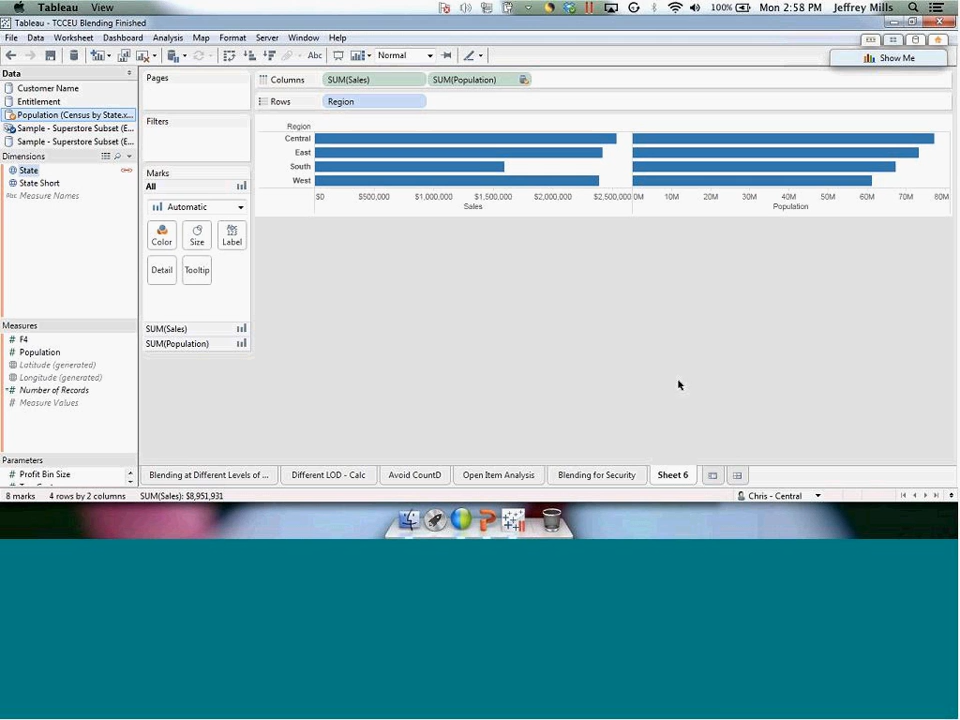 Tableau View 100% Mon 2:58 PM Jeffrey Mills
Tableau - TCCEU Blending Finished
File Data Worksheet Dashboard Analysis Map Format Server Window Help
Abc Normal
Show Me
Data
Customer Name
Entitlement
Population (Census by State.x...
Sample - Superstore Subset (E...
Sample - Superstore Subset (E...
Dimensions
State
State Short
Abc Measure Names
Measures
# F4
# Population
Latitude (generated)
Longitude (generated)
# Number of Records
# Measure Values
Parameters
# Profit Bin Size
Pages
Filters
Marks
All
Automatic
Color Size Label
Detail Tooltip
SUM(Sales)
SUM(Population)
Columns SUM(Sales) SUM(Population)
Rows Region
Region
Central
East
South
West
$0 $500,000 $1,000,000 $1,500,000 $2,000,000 $2,500,000 0M 10M 20M 30M 40M 50M 60M 70M 80M
Sales Population
Blending at Different Levels of ... Different LOD - Calc Avoid CountD Open Item Analysis Blending for Security Sheet 6
8 marks 4 rows by 2 columns SUM(Sales): $8,951,931 Chris - Central